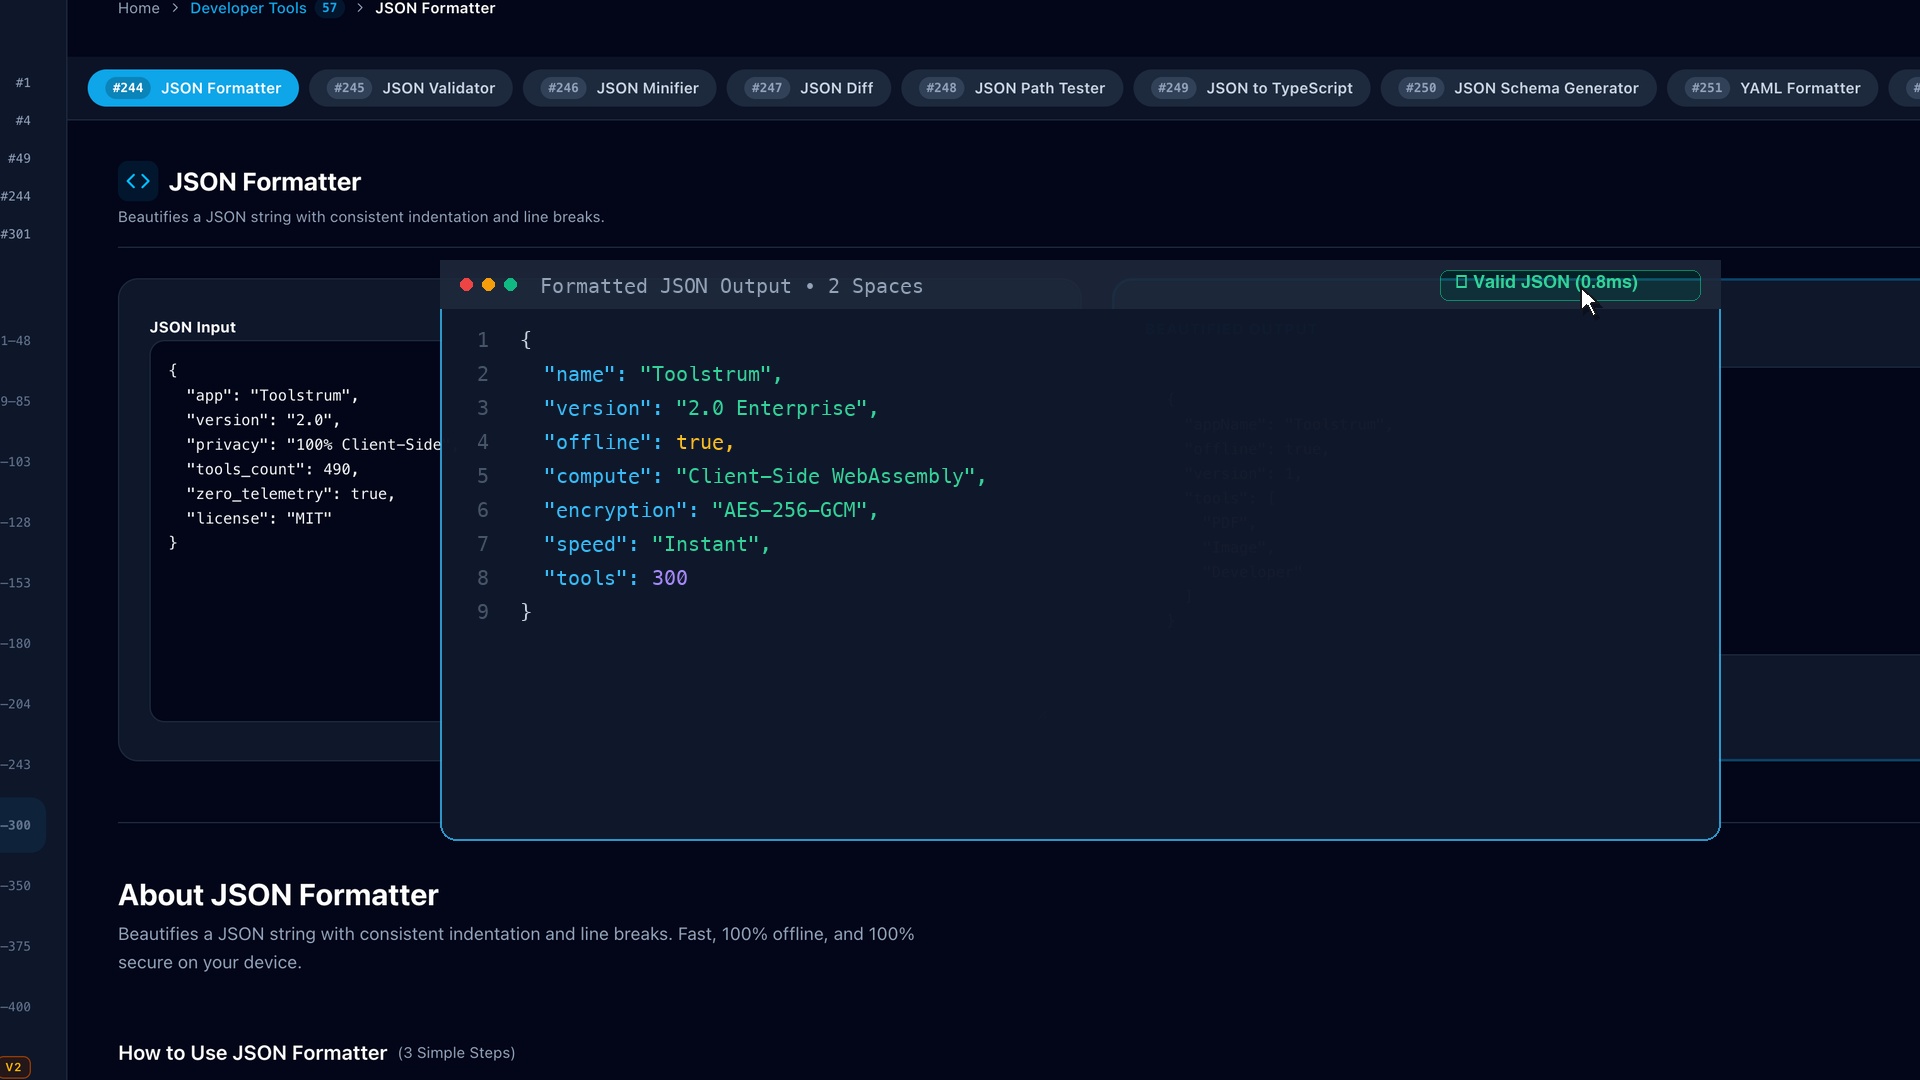 Home > Developer Tools 57 > JSON Formatter
#1
#4
#49
#244
#301
1–48
9–85
–103
–128
–153
–180
–204
–243
–300
–350
–375
–400
V2
#244 JSON Formatter
#245 JSON Validator
#246 JSON Minifier
#247 JSON Diff
#248 JSON Path Tester
#249 JSON to TypeScript
#250 JSON Schema Generator
#251 YAML Formatter
#
JSON Formatter
Beautifies a JSON string with consistent indentation and line breaks.
JSON Input
{
"app": "Toolstrum",
"version": "2.0",
"privacy": "100% Client-Side
"tools_count": 490,
"zero_telemetry": true,
"license": "MIT"
}
Formatted JSON Output • 2 Spaces
Valid JSON (0.8ms)
1 {
2 "name": "Toolstrum",
3 "version": "2.0 Enterprise",
4 "offline": true,
5 "compute": "Client-Side WebAssembly",
6 "encryption": "AES-256-GCM",
7 "speed": "Instant",
8 "tools": 300
9 }
About JSON Formatter
Beautifies a JSON string with consistent indentation and line breaks. Fast, 100% offline, and 100%
secure on your device.
How to Use JSON Formatter (3 Simple Steps)